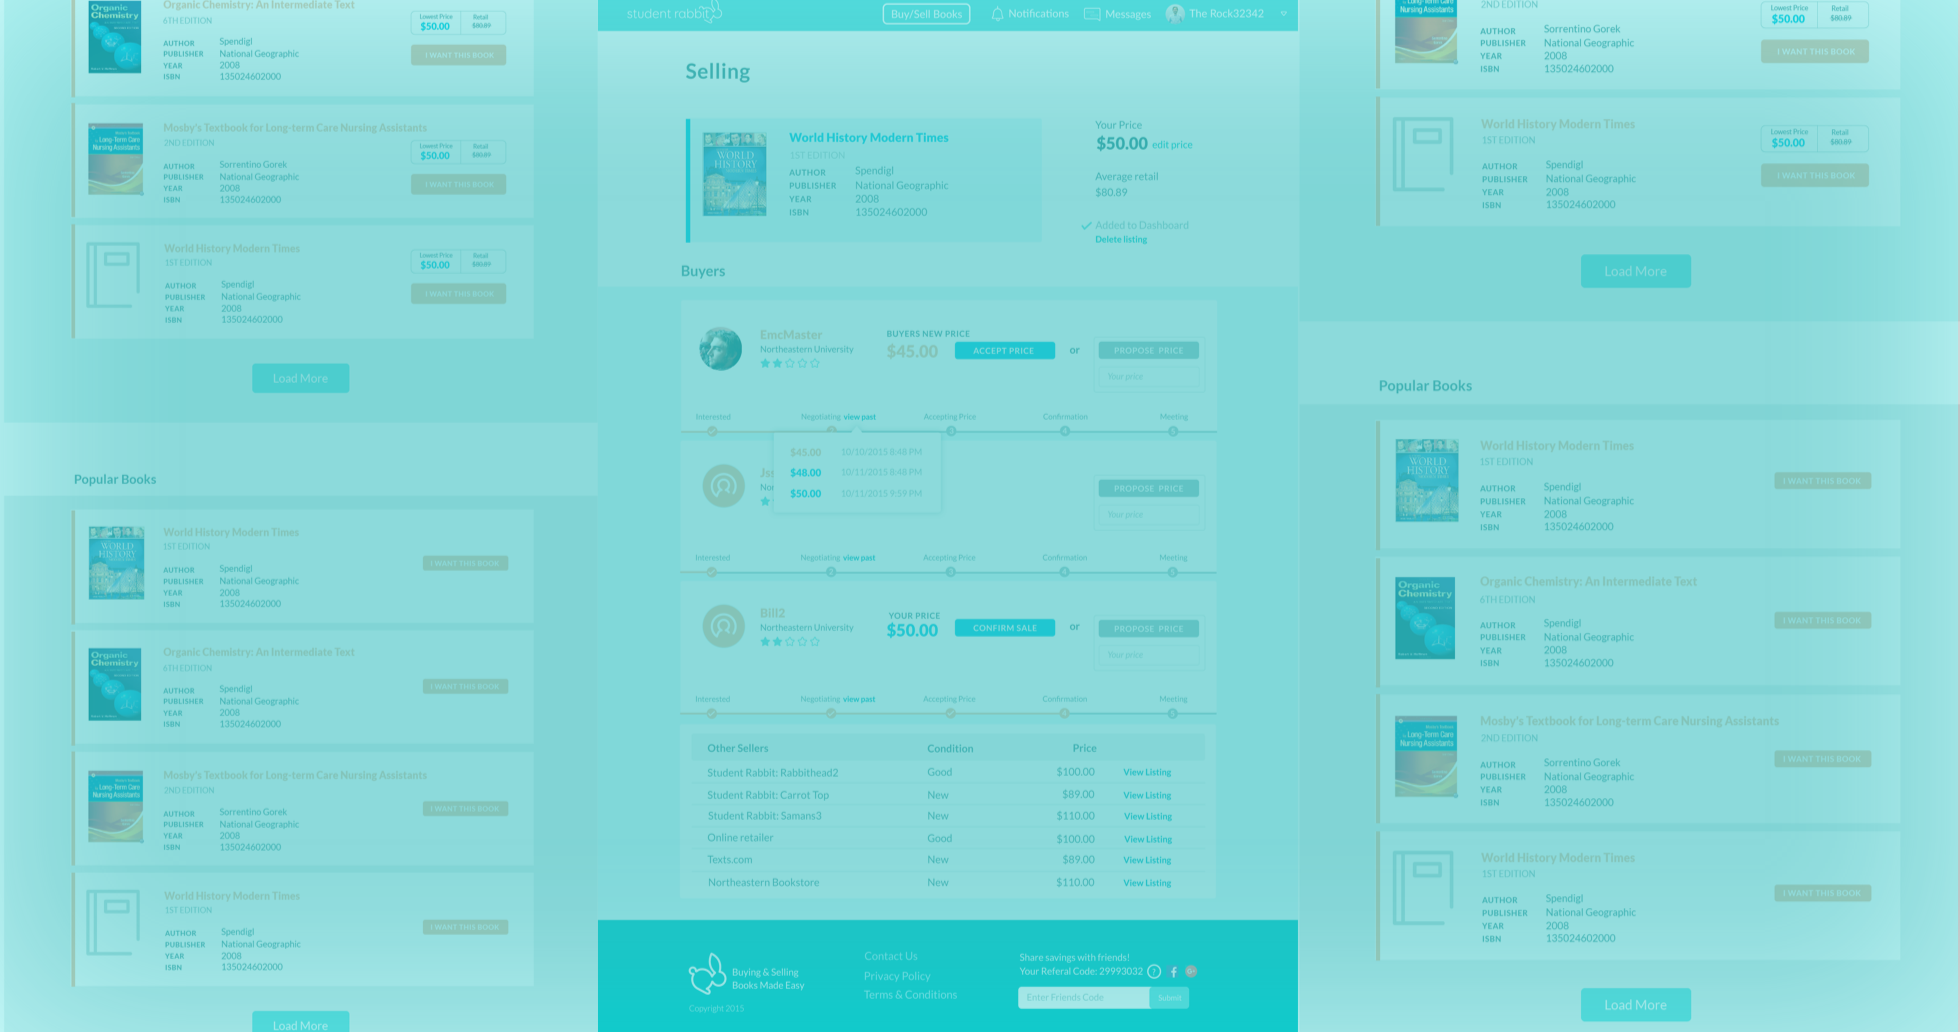 Organic Chemistry: An Intermediate Text
6TH EDITION
AUTHOR Spendigl
PUBLISHER National Geographic
YEAR 2008
ISBN 135024602000
Lowest Price Retail
$50.00 $80.89
I WANT THIS BOOK
Mosby's Textbook for Long-term Care Nursing Assistants
2ND EDITION
AUTHOR Sorrentino Gorek
PUBLISHER National Geographic
YEAR 2008
ISBN 135024602000
Lowest Price Retail
$50.00 $80.89
I WANT THIS BOOK
World History Modern Times
1ST EDITION
AUTHOR Spendigl
PUBLISHER National Geographic
YEAR 2008
ISBN 135024602000
Lowest Price Retail
$50.00 $80.89
I WANT THIS BOOK
Load More
Popular Books
WORLD HISTORY
World History Modern Times
1ST EDITION
AUTHOR Spendigl
PUBLISHER National Geographic
YEAR 2008
ISBN 135024602000
I WANT THIS BOOK
Organic Chemistry
Organic Chemistry: An Intermediate Text
6TH EDITION
AUTHOR Spendigl
PUBLISHER National Geographic
YEAR 2008
ISBN 135024602000
I WANT THIS BOOK
Mosby's Textbook for Long-term Care Nursing Assistants
2ND EDITION
AUTHOR Sorrentino Gorek
PUBLISHER National Geographic
YEAR 2008
ISBN 135024602000
I WANT THIS BOOK
World History Modern Times
1ST EDITION
AUTHOR Spendigl
PUBLISHER National Geographic
YEAR 2008
ISBN 135024602000
I WANT THIS BOOK
Load More
student rabbit
Buy/Sell Books
Notifications
Messages
The Rock32342
Selling
WORLD HISTORY
World History Modern Times
1ST EDITION
AUTHOR Spendigl
PUBLISHER National Geographic
YEAR 2008
ISBN 135024602000
Your Price
$50.00 edit price
Average retail
$80.89
Added to Dashboard
Delete listing
Buyers
EmcMaster
Northeastern University
BUYERS NEW PRICE
$45.00 ACCEPT PRICE or PROPOSE PRICE
Your price
Interested Negotiating view past Accepting Price Confirmation Meeting
3 4 5
$45.00 10/10/2015 8:48 PM
$48.00 10/11/2015 8:48 PM
$50.00 10/11/2015 9:59 PM
PROPOSE PRICE
Your price
Interested Negotiating view past Accepting Price Confirmation Meeting
2 3 4 5
Bill2
Northeastern University
YOUR PRICE
$50.00 CONFIRM SALE or PROPOSE PRICE
Your price
Interested Negotiating view past Accepting Price Confirmation Meeting
4 5
Other Sellers Condition Price
Student Rabbit: Rabbithead2 Good $100.00 View Listing
Student Rabbit: Carrot Top New $89.00 View Listing
Student Rabbit: Samans3 New $110.00 View Listing
Online retailer Good $100.00 View Listing
Texts.com New $89.00 View Listing
Northeastern Bookstore New $110.00 View Listing
Buying & Selling
Books Made Easy
Copyright 2015
Contact Us
Privacy Policy
Terms & Conditions
Share savings with friends!
Your Referal Code: 29993032
Enter Friends Code Submit
2ND EDITION
AUTHOR Sorrentino Gorek
PUBLISHER National Geographic
YEAR 2008
ISBN 135024602000
Lowest Price Retail
$50.00 $80.89
I WANT THIS BOOK
World History Modern Times
1ST EDITION
AUTHOR Spendigl
PUBLISHER National Geographic
YEAR 2008
ISBN 135024602000
Lowest Price Retail
$50.00 $80.89
I WANT THIS BOOK
Load More
Popular Books
WORLD HISTORY
World History Modern Times
1ST EDITION
AUTHOR Spendigl
PUBLISHER National Geographic
YEAR 2008
ISBN 135024602000
I WANT THIS BOOK
Organic Chemistry
Organic Chemistry: An Intermediate Text
6TH EDITION
AUTHOR Spendigl
PUBLISHER National Geographic
YEAR 2008
ISBN 135024602000
I WANT THIS BOOK
Long-Term Care
Nursing Assistants
Mosby's Textbook for Long-term Care Nursing Assistants
2ND EDITION
AUTHOR Sorrentino Gorek
PUBLISHER National Geographic
YEAR 2008
ISBN 135024602000
I WANT THIS BOOK
World History Modern Times
1ST EDITION
AUTHOR Spendigl
PUBLISHER National Geographic
YEAR 2008
ISBN 135024602000
I WANT THIS BOOK
Load More